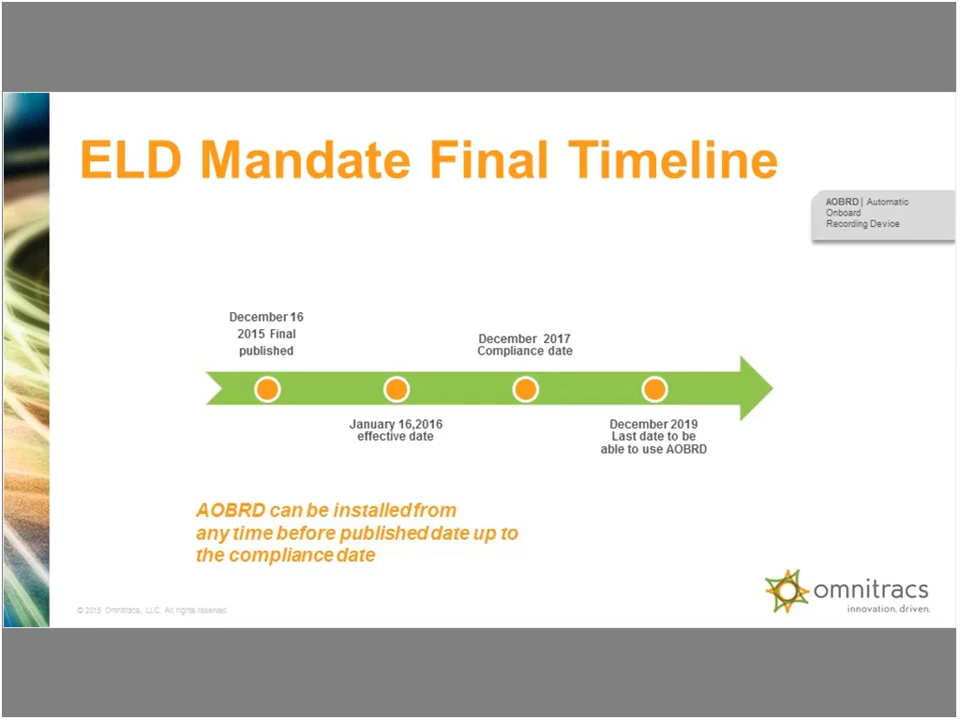 ELD Mandate Final Timeline
AOBRD | Automatic
Onboard
Recording Device
December 16
2015 Final
published
December 2017
Compliance date
January 16,2016
effective date
December 2019
Last date to be
able to use AOBRD
AOBRD can be installed from
any time before published date up to
the compliance date
© 2015 Omnitracs, LLC. All rights reserved.
omnitracs
innovation. driven.